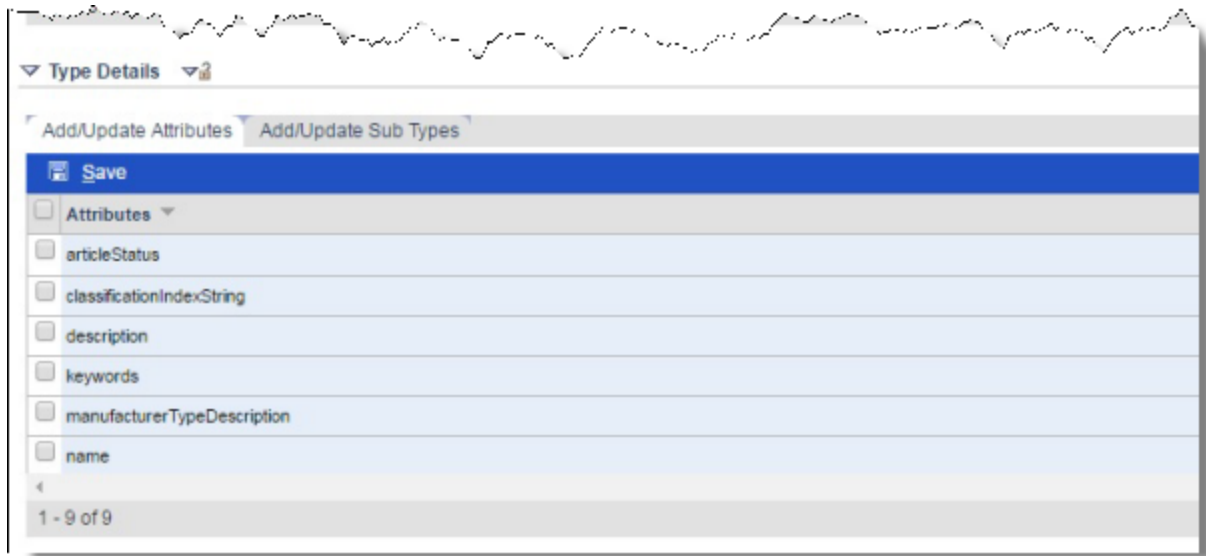 Type Details
Add/Update Attributes Add/Update Sub Types
Save
Attributes
articleStatus
classificationIndexString
description
keywords
manufacturerTypeDescription
name
1 - 9 of 9